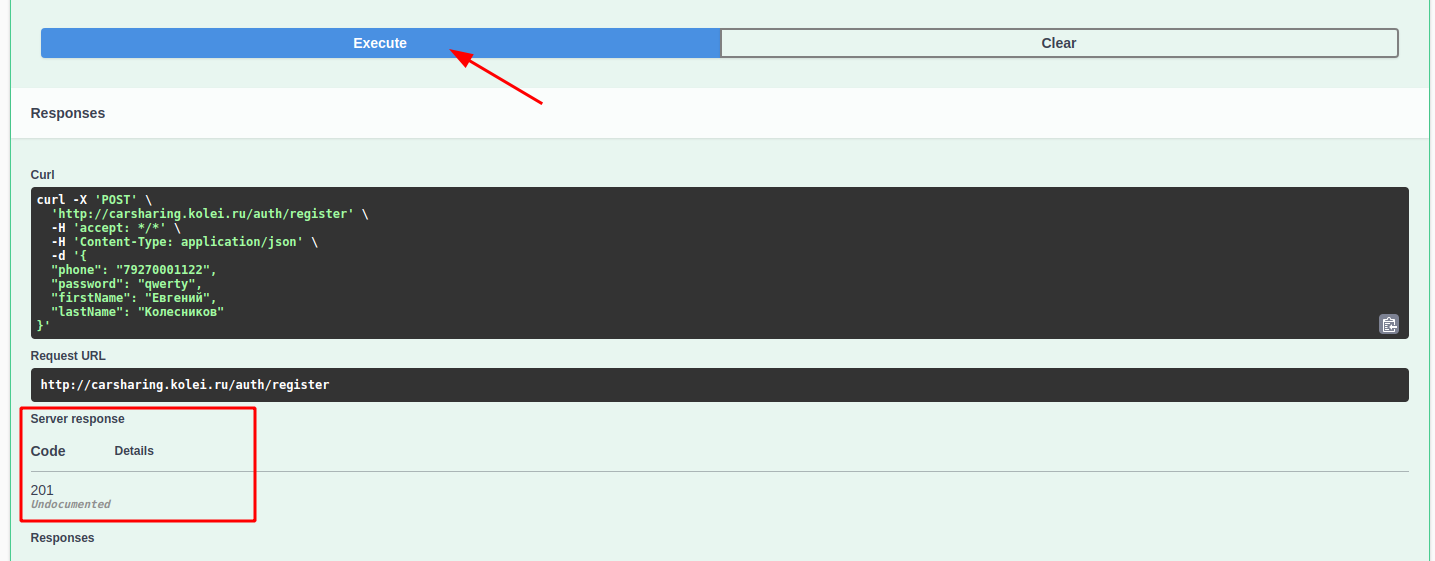 Execute
Clear
Responses
Curl
curl -X 'POST' \
'http://carsharing.kolei.ru/auth/register' \
-H 'accept: */*' \
-H 'Content-Type: application/json' \
-d '{
"phone": "79270001122",
"password": "qwerty",
"firstName": "Евгений",
"lastName": "Колесников"
}'
Request URL
http://carsharing.kolei.ru/auth/register
Server response
Code Details
201
Undocumented
Responses